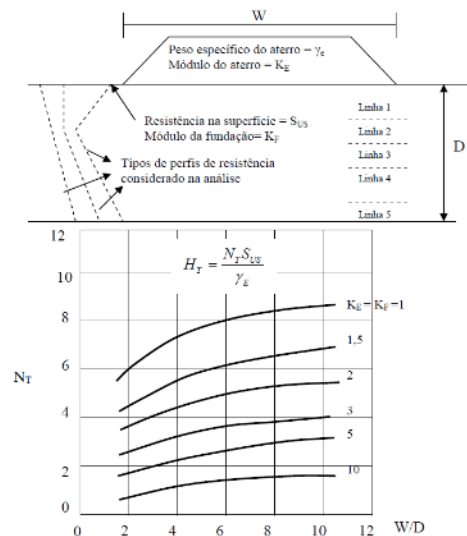 W
Peso específico do aterro = γe
Módulo do aterro = KE
Resistência na superfície = SUS
Módulo da fundação= KF
Tipos de perfis de resistência
considerado na análise
Linha 1
Linha 2
Linha 3
Linha 4
Linha 5
D
HT = NT SUS / γE
NT
12
10
8
6
4
2
0
KE = KF =1
1,5
2
3
5
10
0 2 4 6 8 10 12 W/D